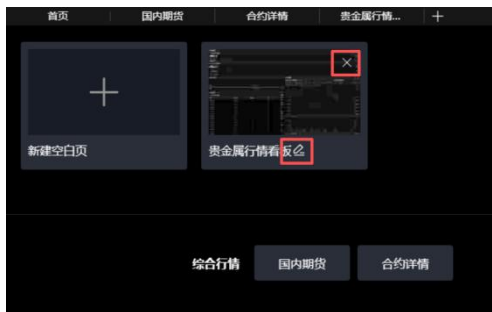 首页 国内期货 合约详情 贵金属行情... +
新建空白页 贵金属行情看板
综合行情 国内期货 合约详情